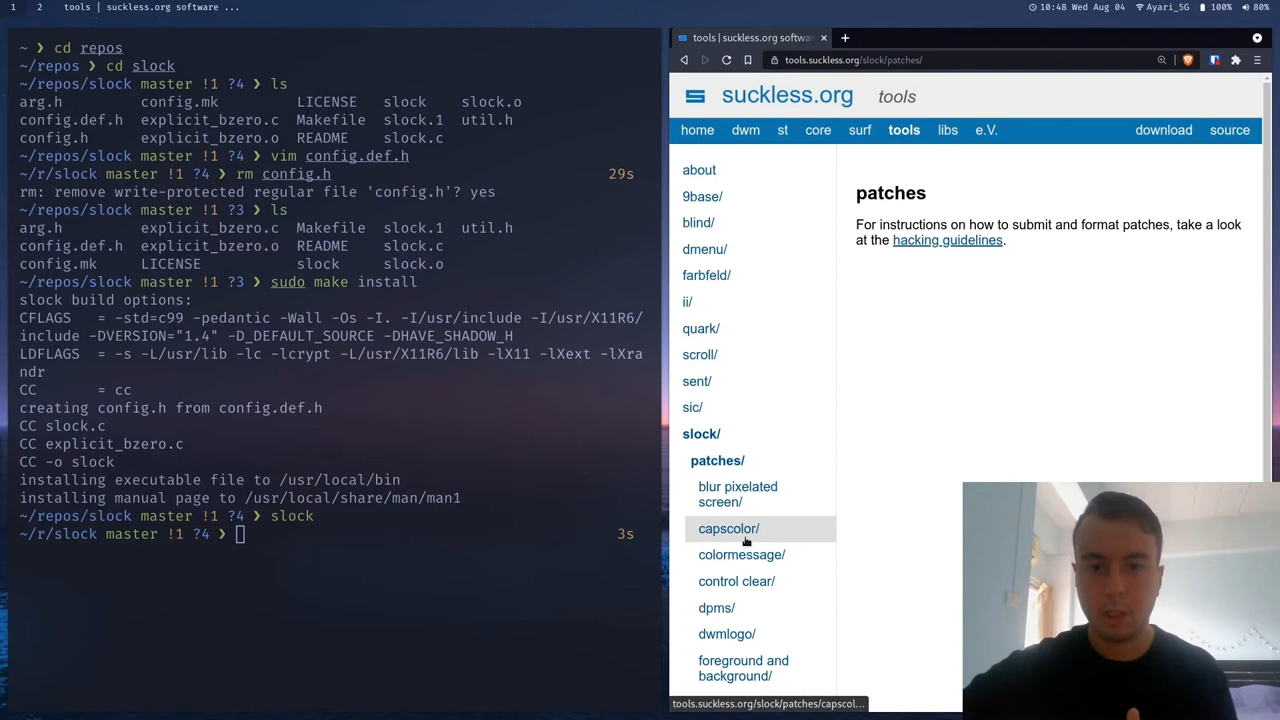 1 2 tools | suckless.org software ...
10:48 Wed Aug 04 Ayari_5G 100% 80%
~ ❯ cd repos
~/repos ❯ cd slock
~/repos/slock master !1 ?4 ❯ ls
arg.h config.mk LICENSE slock slock.o
config.def.h explicit_bzero.c Makefile slock.1 util.h
config.h explicit_bzero.o README slock.c
~/repos/slock master !1 ?4 ❯ vim config.def.h
~/r/slock master !1 ?4 ❯ rm config.h 29s
rm: remove write-protected regular file 'config.h'? yes
~/repos/slock master !1 ?3 ❯ ls
arg.h explicit_bzero.c Makefile slock.1 util.h
config.def.h explicit_bzero.o README slock.c
config.mk LICENSE slock slock.o
~/repos/slock master !1 ?3 ❯ sudo make install
slock build options:
CFLAGS = -std=c99 -pedantic -Wall -Os -I. -I/usr/include -I/usr/X11R6/
include -DVERSION="1.4" -D_DEFAULT_SOURCE -DHAVE_SHADOW_H
LDFLAGS = -s -L/usr/lib -lc -lcrypt -L/usr/X11R6/lib -lX11 -lXext -lXra
ndr
CC = cc
creating config.h from config.def.h
CC slock.c
CC explicit_bzero.c
CC -o slock
installing executable file to /usr/local/bin
installing manual page to /usr/local/share/man/man1
~/repos/slock master !1 ?4 ❯ slock
~/r/slock master !1 ?4 ❯ 3s
tools | suckless.org softwar
tools.suckless.org/slock/patches/
suckless.org tools
home dwm st core surf tools libs e.V. download source
about
9base/
blind/
dmenu/
farbfeld/
ii/
quark/
scroll/
sent/
sic/
slock/
patches/
blur pixelated
screen/
capscolor/
colormessage/
control clear/
dpms/
dwmlogo/
foreground and
background/
patches
For instructions on how to submit and format patches, take a look
at the hacking guidelines.
tools.suckless.org/slock/patches/capscol...